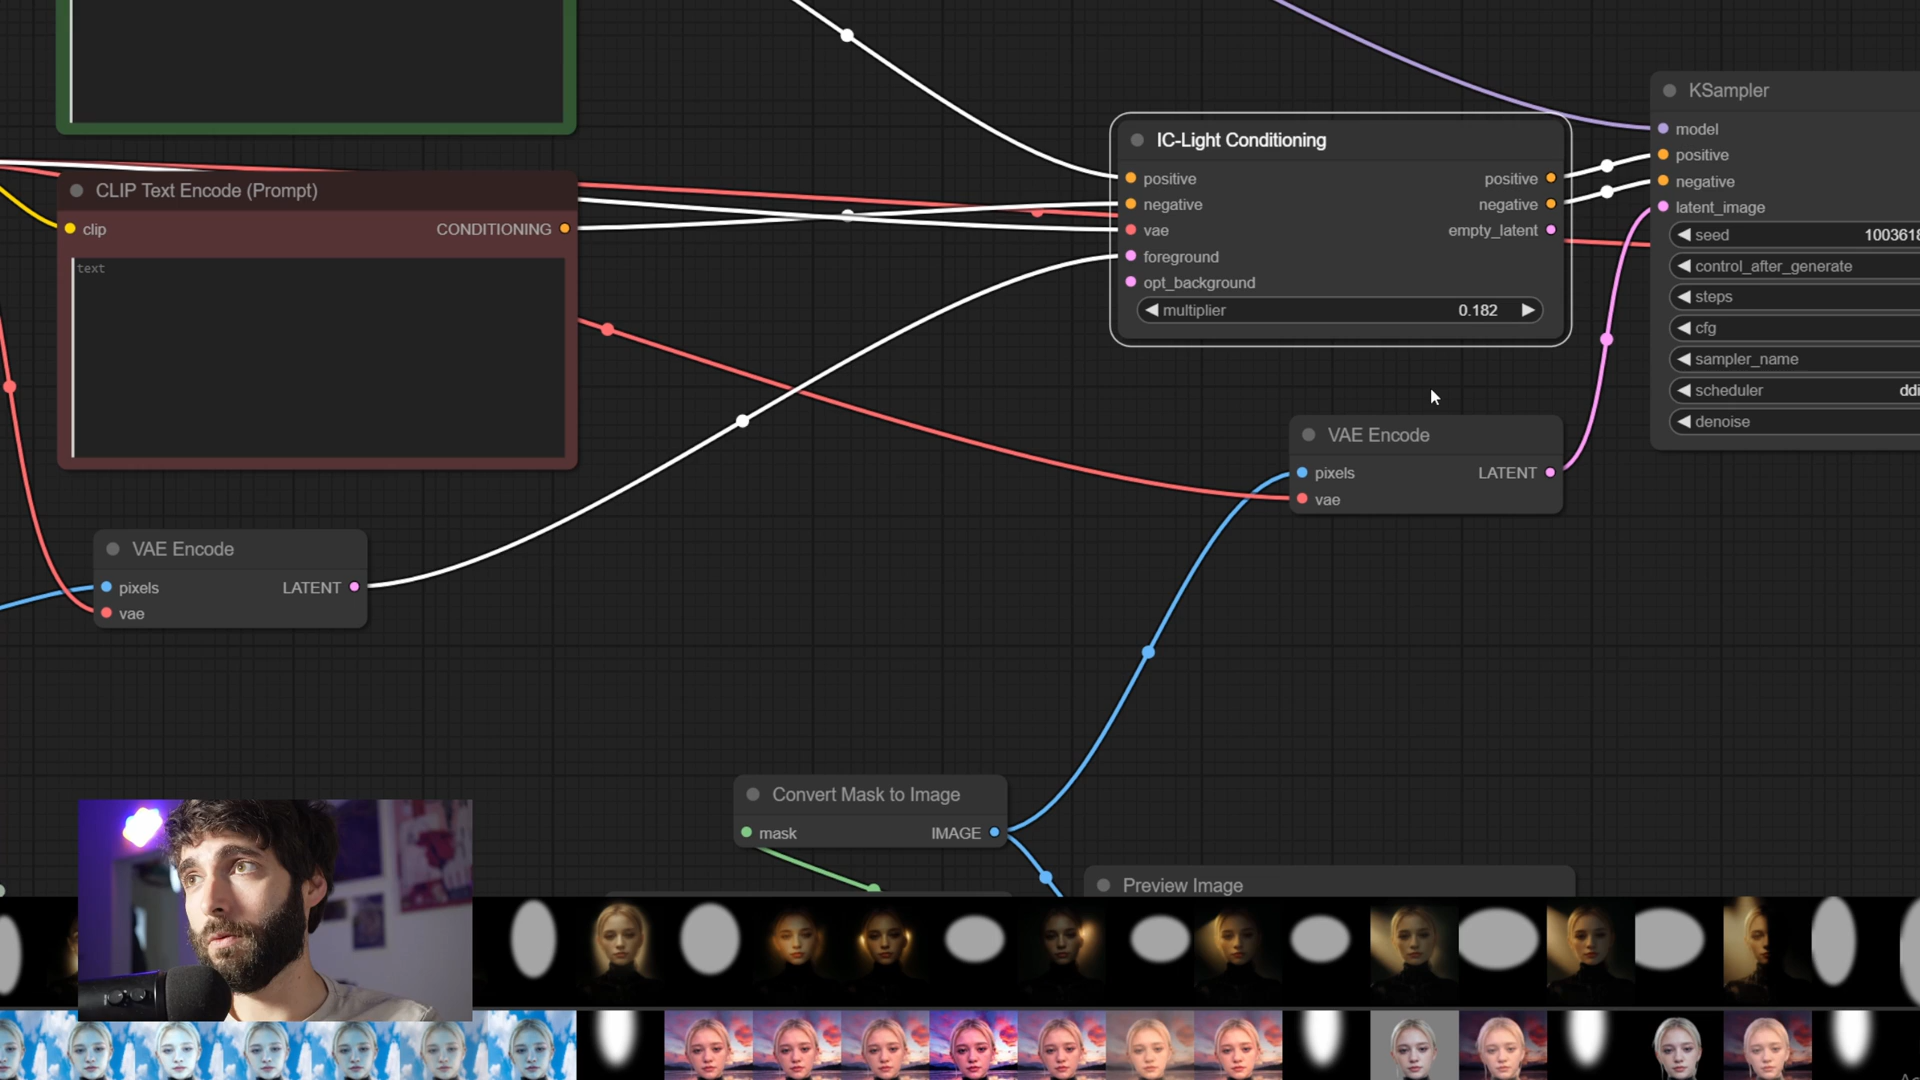 KSampler
model
positive
negative
latent_image
◀ seed 1003618
◀ control_after_generate
◀ steps
◀ cfg
◀ sampler_name
◀ scheduler ddi
◀ denoise
IC-Light Conditioning
positive positive
negative negative
vae empty_latent
foreground
opt_background
◀ multiplier 0.182 ▶
CLIP Text Encode (Prompt)
clip CONDITIONING
text
VAE Encode
pixels LATENT
vae
VAE Encode
pixels LATENT
vae
Convert Mask to Image
mask IMAGE
Preview Image